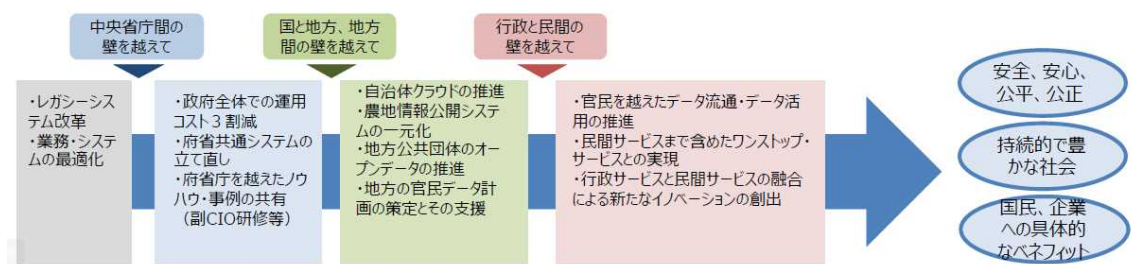 中央省庁間の
壁を越えて
国と地方、地方
間の壁を越えて
行政と民間の
壁を越えて
・レガシーシス
テム改革
・業務・システ
ムの最適化
・政府全体での運用
コスト3割減
・府省共通システムの
立て直し
・府省庁を越えたノウ
ハウ・事例の共有
（副CIO研修等）
・自治体クラウドの推進
・農地情報公開システ
ムの一元化
・地方公共団体のオー
プンデータの推進
・地方の官民データ計
画の策定とその支援
・官民を越えたデータ流通・データ活
用の推進
・民間サービスまで含めたワンストップ・
サービスとの実現
・行政サービスと民間サービスの融合
による新たなイノベーションの創出
安全、安心、
公平、公正
持続的で豊
かな社会
国民、企業
への具体的
なベネフィット